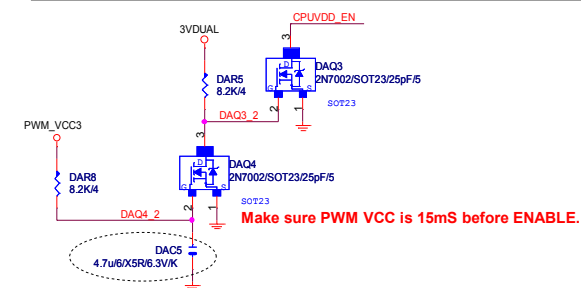 CPUVDD_EN
3VDUAL
3
DAQ3
D
2N7002/SOT23/25pF/5
DAR5
8.2K/4
G
S
SOT23
2
1
DAQ3_2
PWM_VCC3
3
DAQ4
D
2N7002/SOT23/25pF/5
DAR8
8.2K/4
G
S
SOT23
2
1
DAQ4_2
Make sure PWM VCC is 15mS before ENABLE.
DAC5
4.7u/6/X5R/6.3V/K